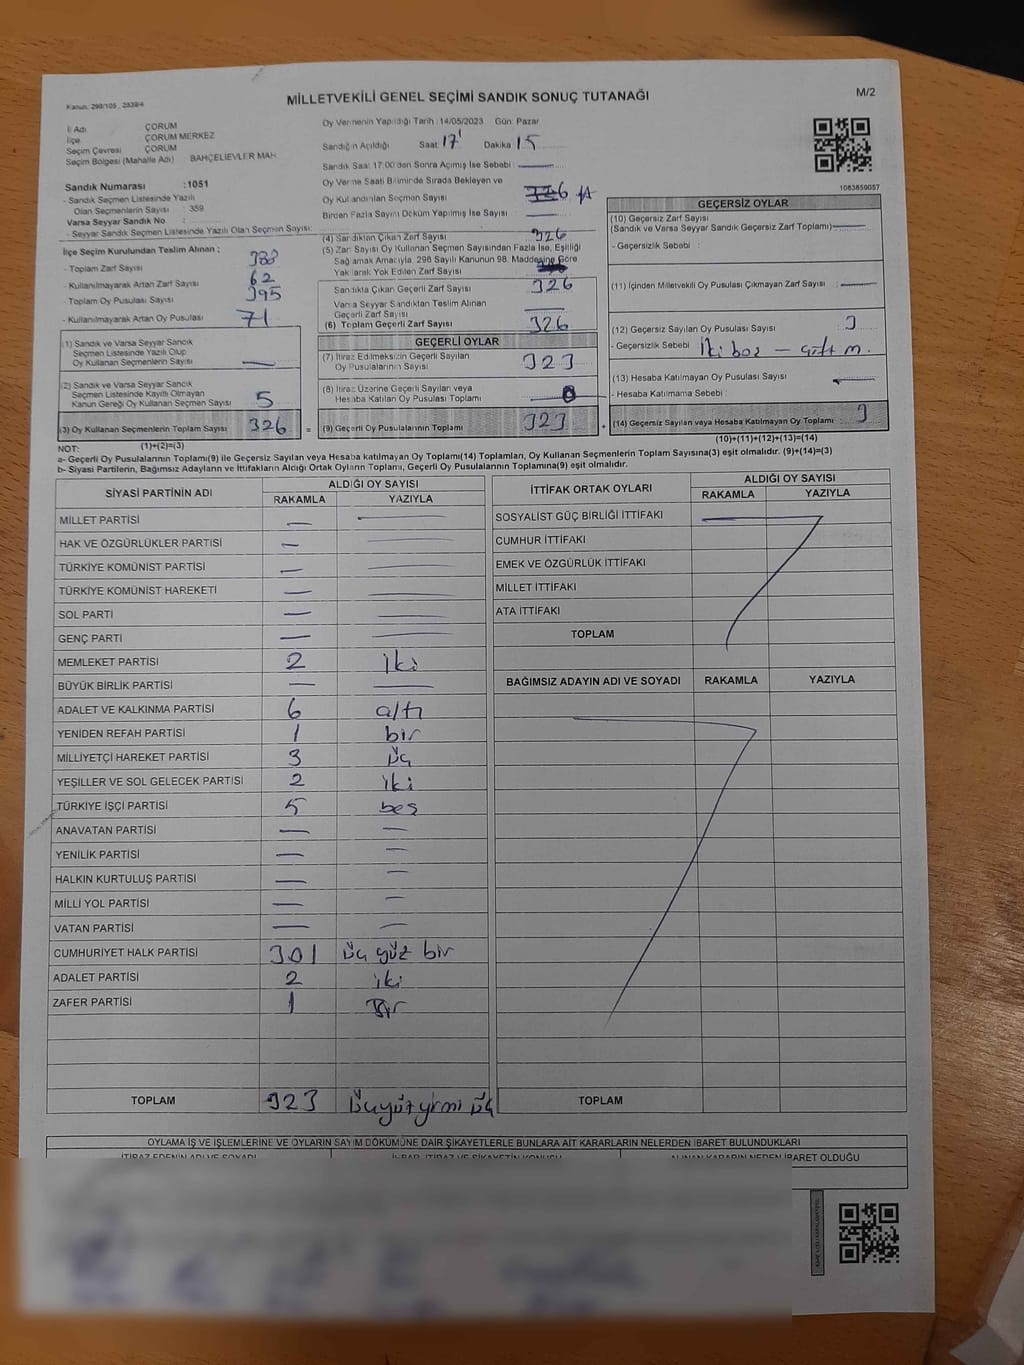 Kanun: 298/105 , 2839/4
MİLLETVEKİLİ GENEL SEÇİMİ SANDIK SONUÇ TUTANAĞI
M/2
İl Adı ÇORUM
İlçe ÇORUM MERKEZ
Seçim Çevresi ÇORUM
Seçim Bölgesi (Mahalle Adı) : BAHÇELİEVLER MAH.
Sandık Numarası :1051
- Sandık Seçmen Listesinde Yazılı
Olan Seçmenlerin Sayısı : 359
Varsa Seyyar Sandık No :
- Seyyar Sandık Seçmen Listesinde Yazılı Olan Seçmen Sayısı:
İlçe Seçim Kurulundan Teslim Alınan ;
- Toplam Zarf Sayısı 388
- Kullanılmayarak Artan Zarf Sayısı 62
- Toplam Oy Pusulası Sayısı 395
- Kullanılmayarak Artan Oy Pusulası 71
(1) Sandık ve Varsa Seyyar Sandık
Seçmen Listesinde Yazılı Olup
Oy Kullanan Seçmenlerin Sayısı —
(2) Sandık ve Varsa Seyyar Sandık
Seçmen Listesinde Kayıtlı Olmayan
Kanun Gereği Oy Kullanan Seçmen Sayısı 5
(3) Oy Kullanan Seçmenlerin Toplam Sayısı 326 =
(1)+(2)=(3)
Oy Vermenin Yapıldığı Tarih :14/05/2023 Gün: Pazar
Sandığın Açıldığı Saat: 17 Dakika 15
Sandık Saat 17:00'den Sonra Açılmış İse Sebebi : —
Oy Verme Saati Bitiminde Sırada Bekleyen ve
Oy Kullandırılan Seçmen Sayısı
Birden Fazla Sayım Döküm Yapılmış İse Sayısı —
(4) Sandıktan Çıkan Zarf Sayısı 326
(5) Zarf Sayısı Oy Kullanan Seçmen Sayısından Fazla İse, Eşitliği
Sağlamak Amacıyla, 298 Sayılı Kanunun 98. Maddesine Göre
Yakılarak Yok Edilen Zarf Sayısı
Sandıkta Çıkan Geçerli Zarf Sayısı 326
Varsa Seyyar Sandıktan Teslim Alınan
Geçerli Zarf Sayısı —
(6) Toplam Geçerli Zarf Sayısı 326
GEÇERLİ OYLAR
(7) İtiraz Edilmeksizin Geçerli Sayılan
Oy Pusulalarının Sayısı 323
(8) İtiraz Üzerine Geçerli Sayılan veya
Hesaba Katılan Oy Pusulası Toplamı
(9) Geçerli Oy Pusulalarının Toplamı 323 +
1083859057
GEÇERSİZ OYLAR
(10) Geçersiz Zarf Sayısı
(Sandık ve Varsa Seyyar Sandık Geçersiz Zarf Toplamı) —
- Geçersizlik Sebebi :
(11) İçinden Milletvekili Oy Pusulası Çıkmayan Zarf Sayısı : —
(12) Geçersiz Sayılan Oy Pusulası Sayısı : 3
- Geçersizlik Sebebi : iki boş —
(13) Hesaba Katılmayan Oy Pusulası Sayısı : —
- Hesaba Katılmama Sebebi :
(14) Geçersiz Sayılan veya Hesaba Katılmayan Oy Toplamı 3
(10)+(11)+(12)+(13)=(14)
NOT:
a- Geçerli Oy Pusulalarının Toplamı(9) ile Geçersiz Sayılan veya Hesaba katılmayan Oy Toplamı(14) Toplamları, Oy Kullanan Seçmenlerin Toplam Sayısına(3) eşit olmalıdır. (9)+(14)=(3)
b- Siyasi Partilerin, Bağımsız Adayların ve İttifakların Aldığı Ortak Oyların Toplamı, Geçerli Oy Pusulalarının Toplamına(9) eşit olmalıdır.
SİYASİ PARTİNİN ADI ALDIĞI OY SAYISI
RAKAMLA YAZIYLA
MİLLET PARTİSİ — —
HAK VE ÖZGÜRLÜKLER PARTİSİ — —
TÜRKİYE KOMÜNİST PARTİSİ — —
TÜRKİYE KOMÜNİST HAREKETİ — —
SOL PARTİ — —
GENÇ PARTİ — —
MEMLEKET PARTİSİ 2 iki
BÜYÜK BİRLİK PARTİSİ — —
ADALET VE KALKINMA PARTİSİ 6 altı
YENİDEN REFAH PARTİSİ 1 bir
MİLLİYETÇİ HAREKET PARTİSİ 3 üç
YEŞİLLER VE SOL GELECEK PARTİSİ 2 iki
TÜRKİYE İŞÇİ PARTİSİ 5 beş
ANAVATAN PARTİSİ — —
YENİLİK PARTİSİ — —
HALKIN KURTULUŞ PARTİSİ — —
MİLLİ YOL PARTİSİ — —
VATAN PARTİSİ — —
CUMHURİYET HALK PARTİSİ 301 üç yüz bir
ADALET PARTİSİ 2 iki
ZAFER PARTİSİ 1 Bir
TOPLAM 323 üçyüzyirmi üç
İTTİFAK ORTAK OYLARI ALDIĞI OY SAYISI
RAKAMLA YAZIYLA
SOSYALİST GÜÇ BİRLİĞİ İTTİFAKI
CUMHUR İTTİFAKI
EMEK VE ÖZGÜRLÜK İTTİFAKI
MİLLET İTTİFAKI
ATA İTTİFAKI
TOPLAM
BAĞIMSIZ ADAYIN ADI VE SOYADI RAKAMLA YAZIYLA
TOPLAM
OYLAMA İŞ VE İŞLEMLERİNE VE OYLARIN SAYIM DÖKÜMÜNE DAİR ŞİKAYETLERLE BUNLARA AİT KARARLARIN NELERDEN İBARET BULUNDUKLARI
İTİRAZ EDENİN ADI VE SOYADI İHBAR, İTİRAZ VE ŞİKAYETİN KONUSU ALINAN KARARIN NEDEN İBARET OLDUĞU